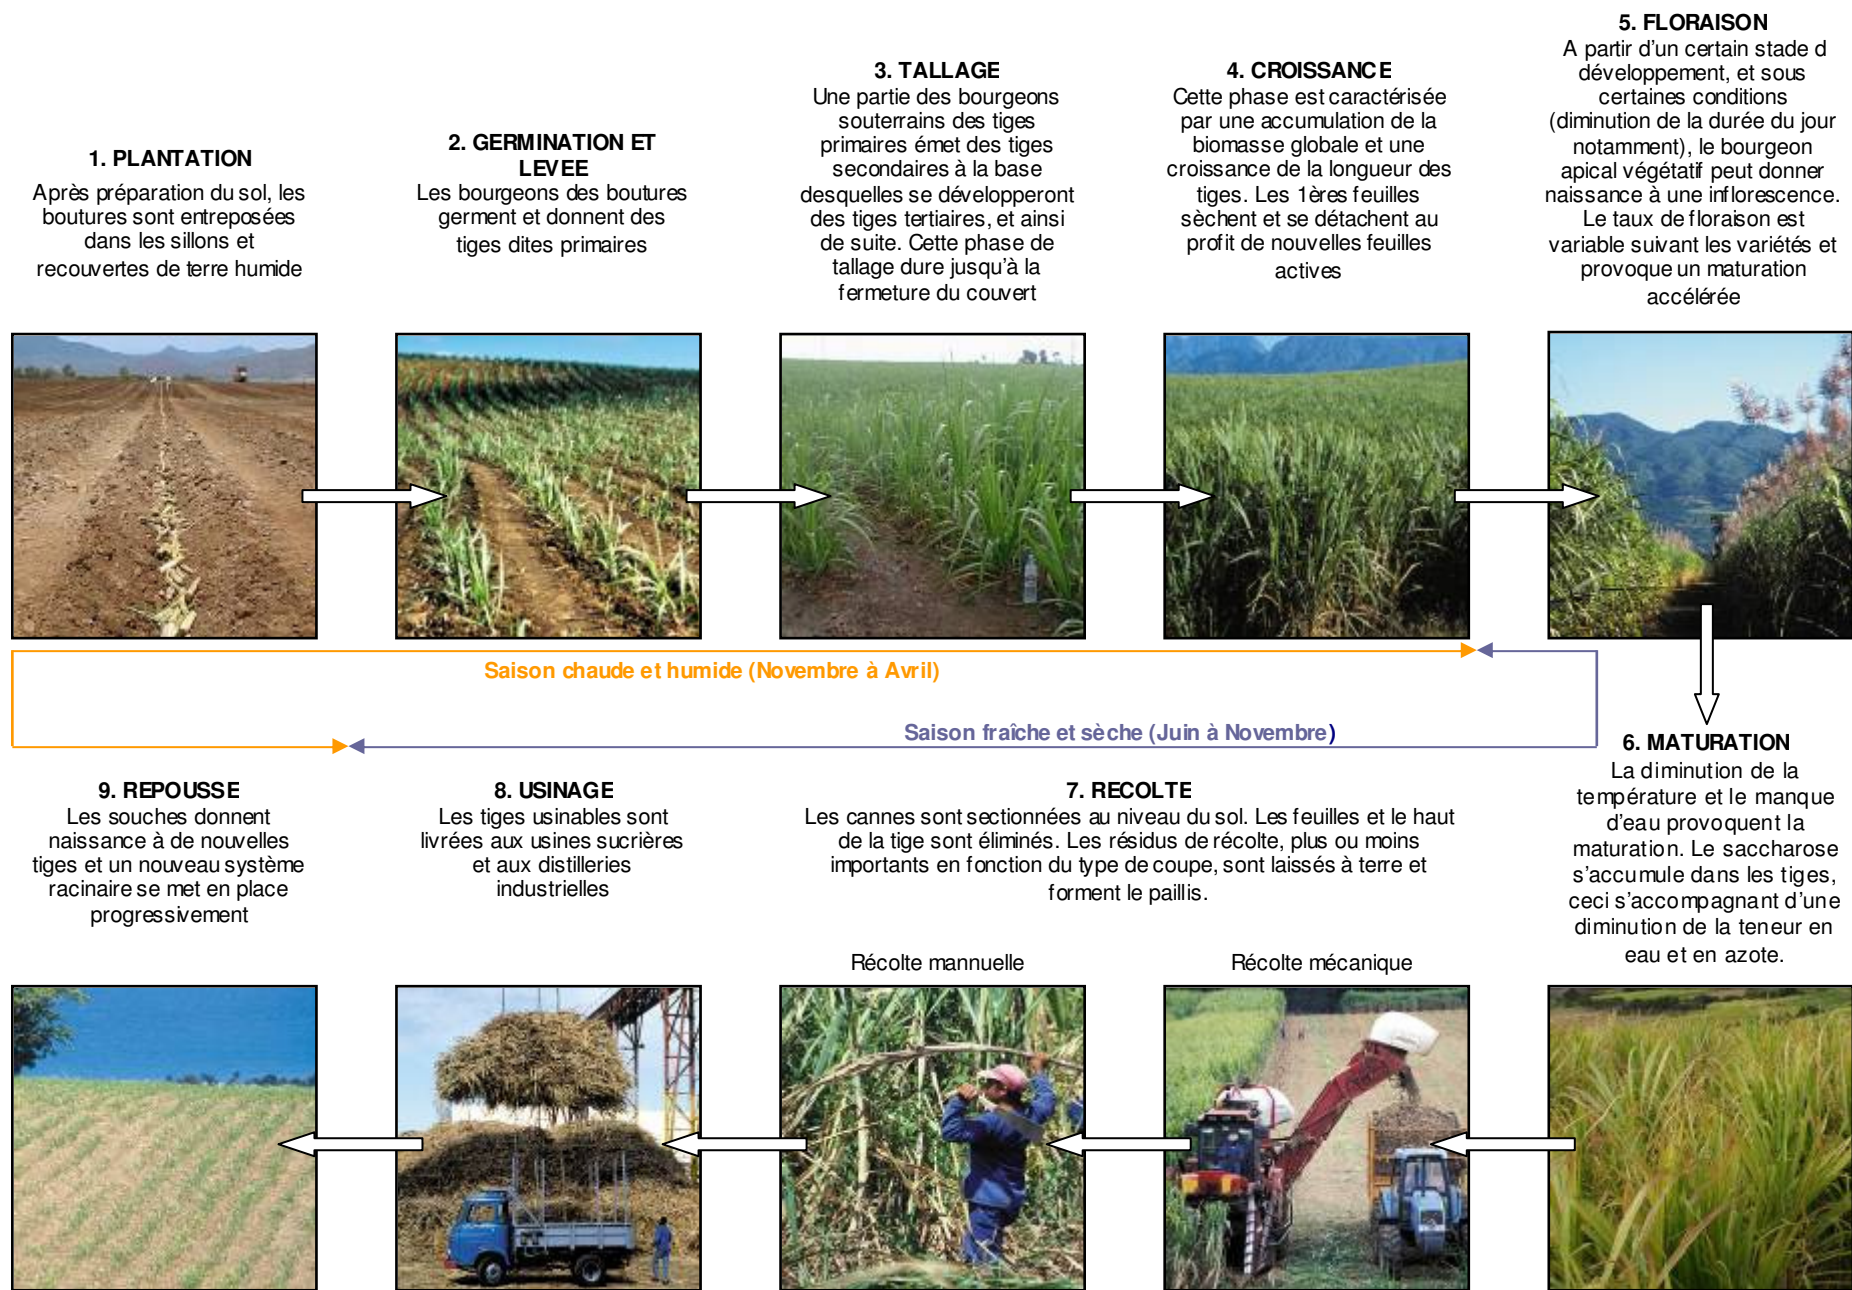 1. PLANTATION
Après préparation du sol, les
boutures sont entreposées
dans les sillons et
recouvertes de terre humide
2. GERMINATION ET
LEVEE
Les bourgeons des boutures
germent et donnent des
tiges dites primaires
3. TALLAGE
Une partie des bourgeons
souterrains des tiges
primaires émet des tiges
secondaires à la base
desquelles se développeront
des tiges tertiaires, et ainsi
de suite. Cette phase de
tallage dure jusqu'à la
fermeture du couvert
4. CROISSANCE
Cette phase est caractérisée
par une accumulation de la
biomasse globale et une
croissance de la longueur des
tiges. Les 1ères feuilles
sèchent et se détachent au
profit de nouvelles feuilles
actives
5. FLORAISON
A partir d'un certain stade d
développement, et sous
certaines conditions
(diminution de la durée du jour
notamment), le bourgeon
apical végétatif peut donner
naissance à une inflorescence.
Le taux de floraison est
variable suivant les variétés et
provoque un maturation
accélérée
Saison chaude et humide (Novembre à Avril)
Saison fraîche et sèche (Juin à Novembre)
6. MATURATION
La diminution de la
température et le manque
d'eau provoquent la
maturation. Le saccharose
s'accumule dans les tiges,
ceci s'accompagnant d'une
diminution de la teneur en
eau et en azote.
7. RECOLTE
Les cannes sont sectionnées au niveau du sol. Les feuilles et le haut
de la tige sont éliminés. Les résidus de récolte, plus ou moins
importants en fonction du type de coupe, sont laissés à terre et
forment le paillis.
Récolte mannuelle
Récolte mécanique
8. USINAGE
Les tiges usinables sont
livrées aux usines sucrières
et aux distilleries
industrielles
9. REPOUSSE
Les souches donnent
naissance à de nouvelles
tiges et un nouveau système
racinaire se met en place
progressivement